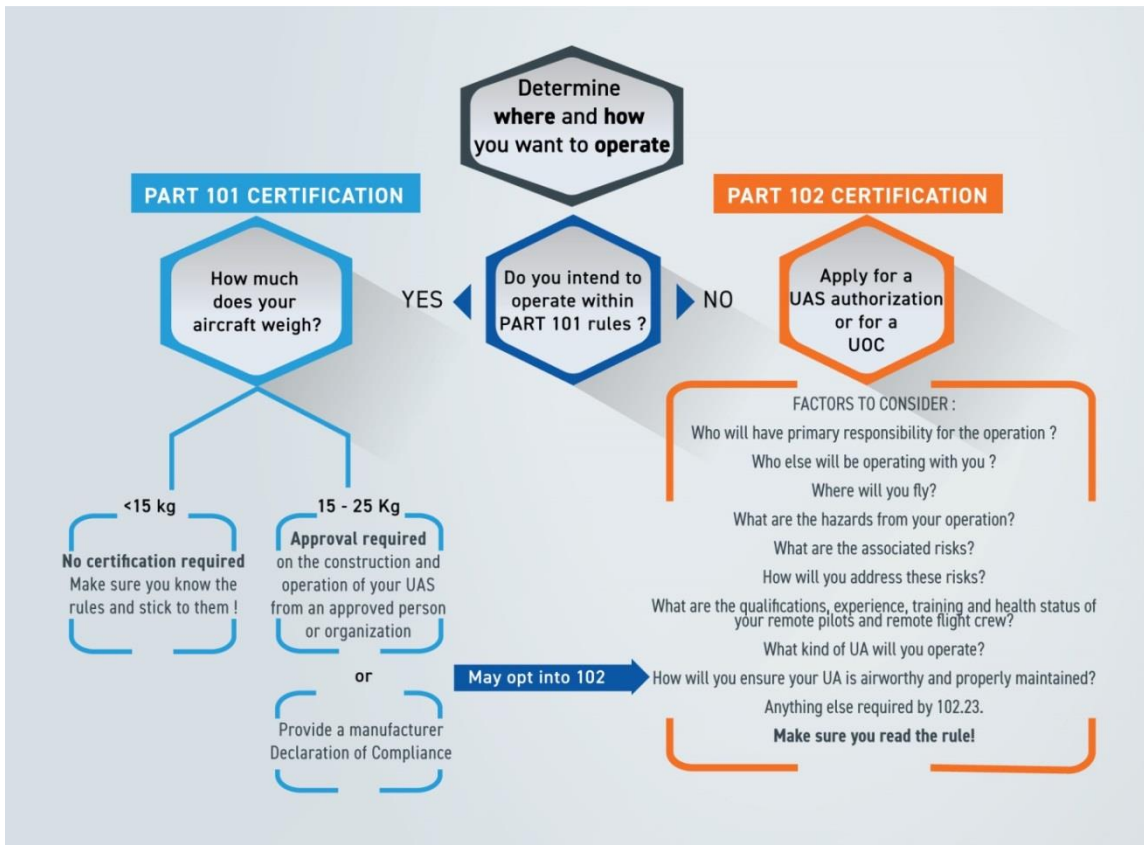 Determine
where and how
you want to operate
PART 101 CERTIFICATION
PART 102 CERTIFICATION
How much
does your
aircraft weigh?
YES
Do you intend to
operate within
PART 101 rules ?
NO
Apply for a
UAS authorization
or for a
UOC
<15 kg
No certification required
Make sure you know the
rules and stick to them !
15 - 25 Kg
Approval required
on the construction and
operation of your UAS
from an approved person
or organization
or
Provide a manufacturer
Declaration of Compliance
May opt into 102
FACTORS TO CONSIDER :
Who will have primary responsibility for the operation ?
Who else will be operating with you ?
Where will you fly?
What are the hazards from your operation?
What are the associated risks?
How will you address these risks?
What are the qualifications, experience, training and health status of
your remote pilots and remote flight crew?
What kind of UA will you operate?
How will you ensure your UA is airworthy and properly maintained?
Anything else required by 102.23.
Make sure you read the rule!